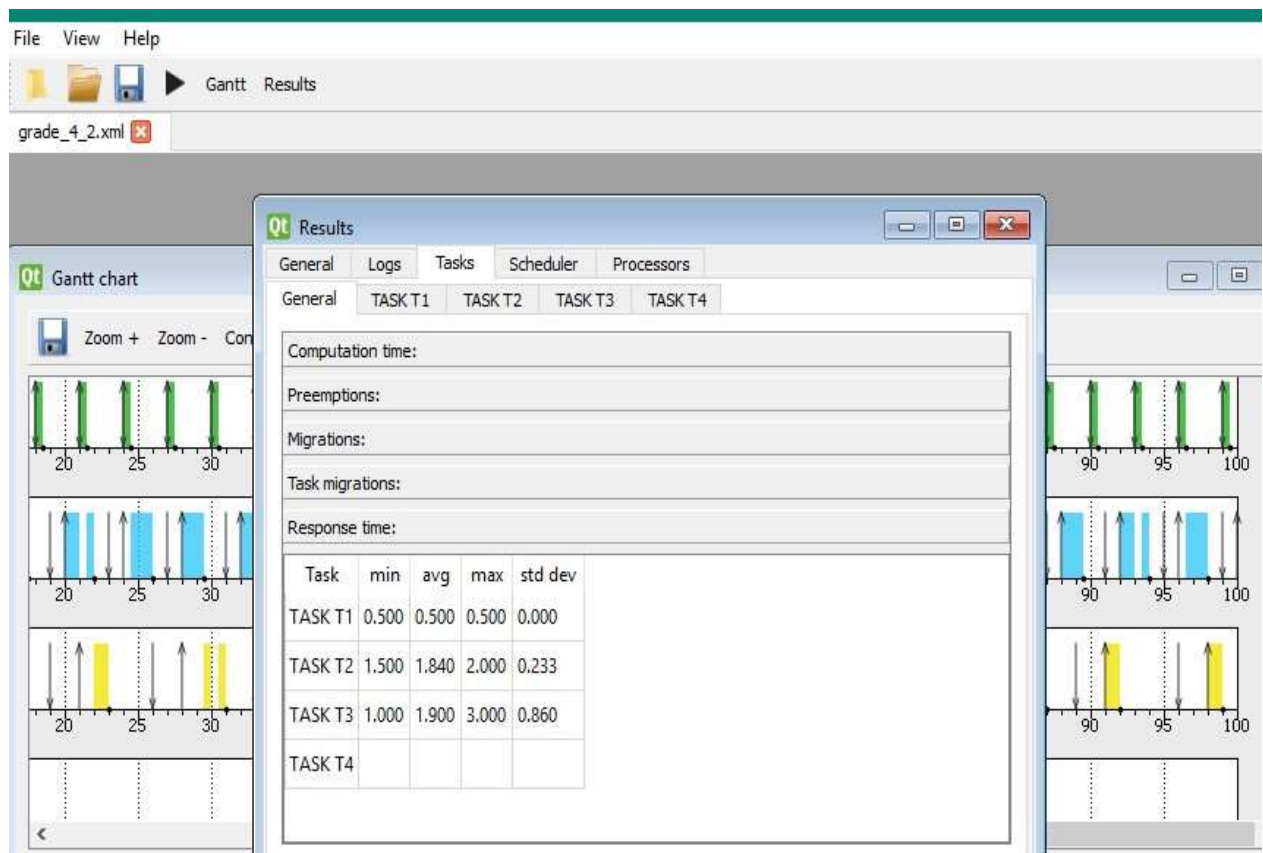 File View Help
Gantt Results
grade_4_2.xml
Qt Results
General Logs Tasks Scheduler Processors
General TASK T1 TASK T2 TASK T3 TASK T4
Qt Gantt chart
Zoom + Zoom - Con
Computation time:
Preemptions:
Migrations:
Task migrations:
Response time:
Task min avg max std dev
TASK T1 0.500 0.500 0.500 0.000
TASK T2 1.500 1.840 2.000 0.233
TASK T3 1.000 1.900 3.000 0.860
TASK T4
20 25 30 90 95 100
20 25 30 90 95 100
20 25 30 90 95 100